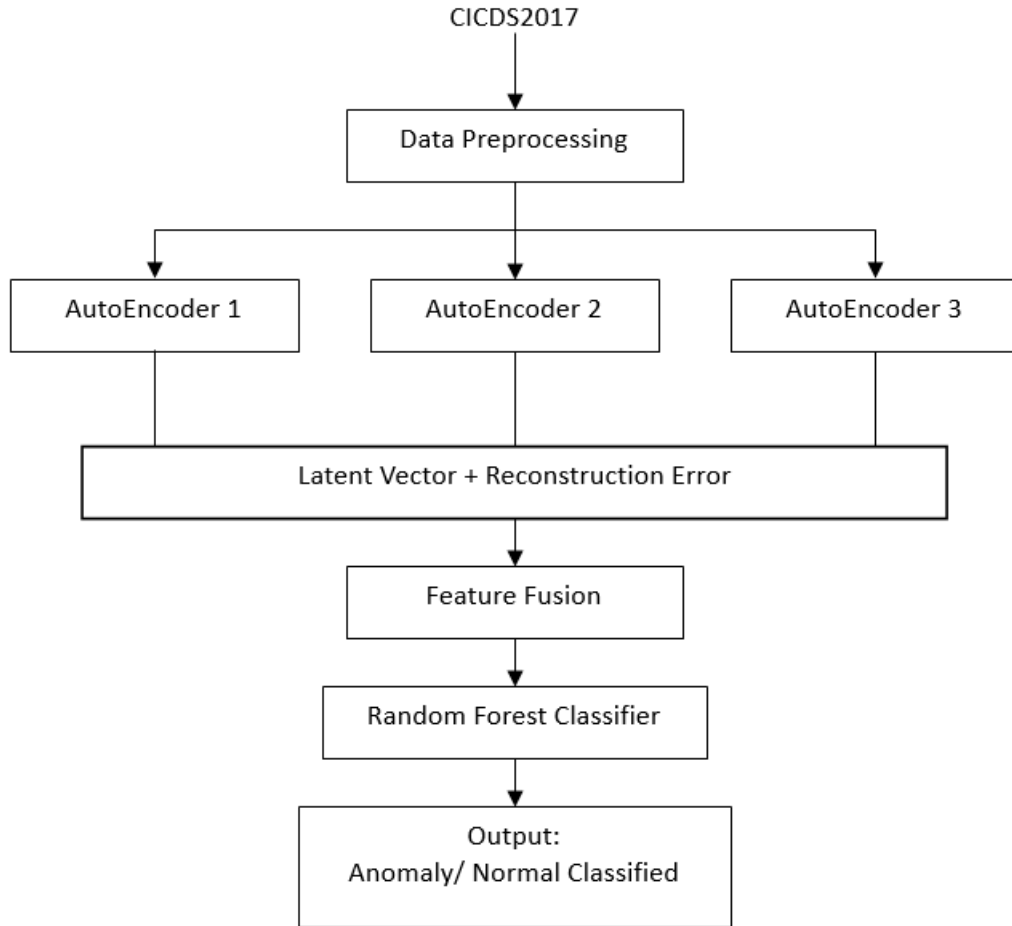 CICDS2017
Data Preprocessing
AutoEncoder 1
AutoEncoder 2
AutoEncoder 3
Latent Vector + Reconstruction Error
Feature Fusion
Random Forest Classifier
Output:
Anomaly/ Normal Classified